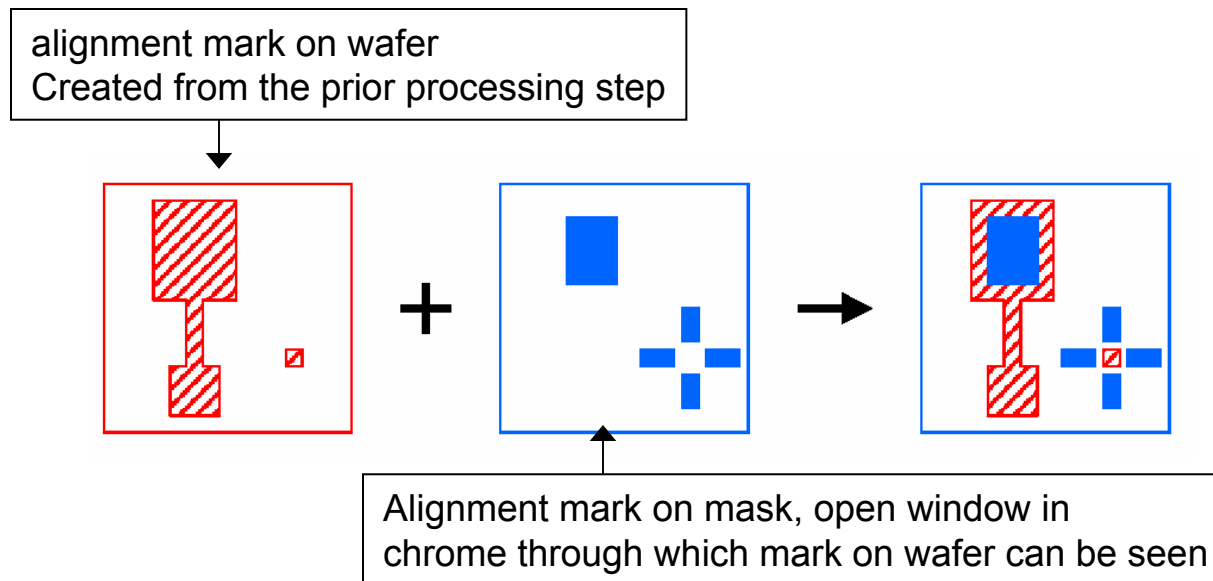 alignment mark on wafer
Created from the prior processing step
Alignment mark on mask, open window in
chrome through which mark on wafer can be seen